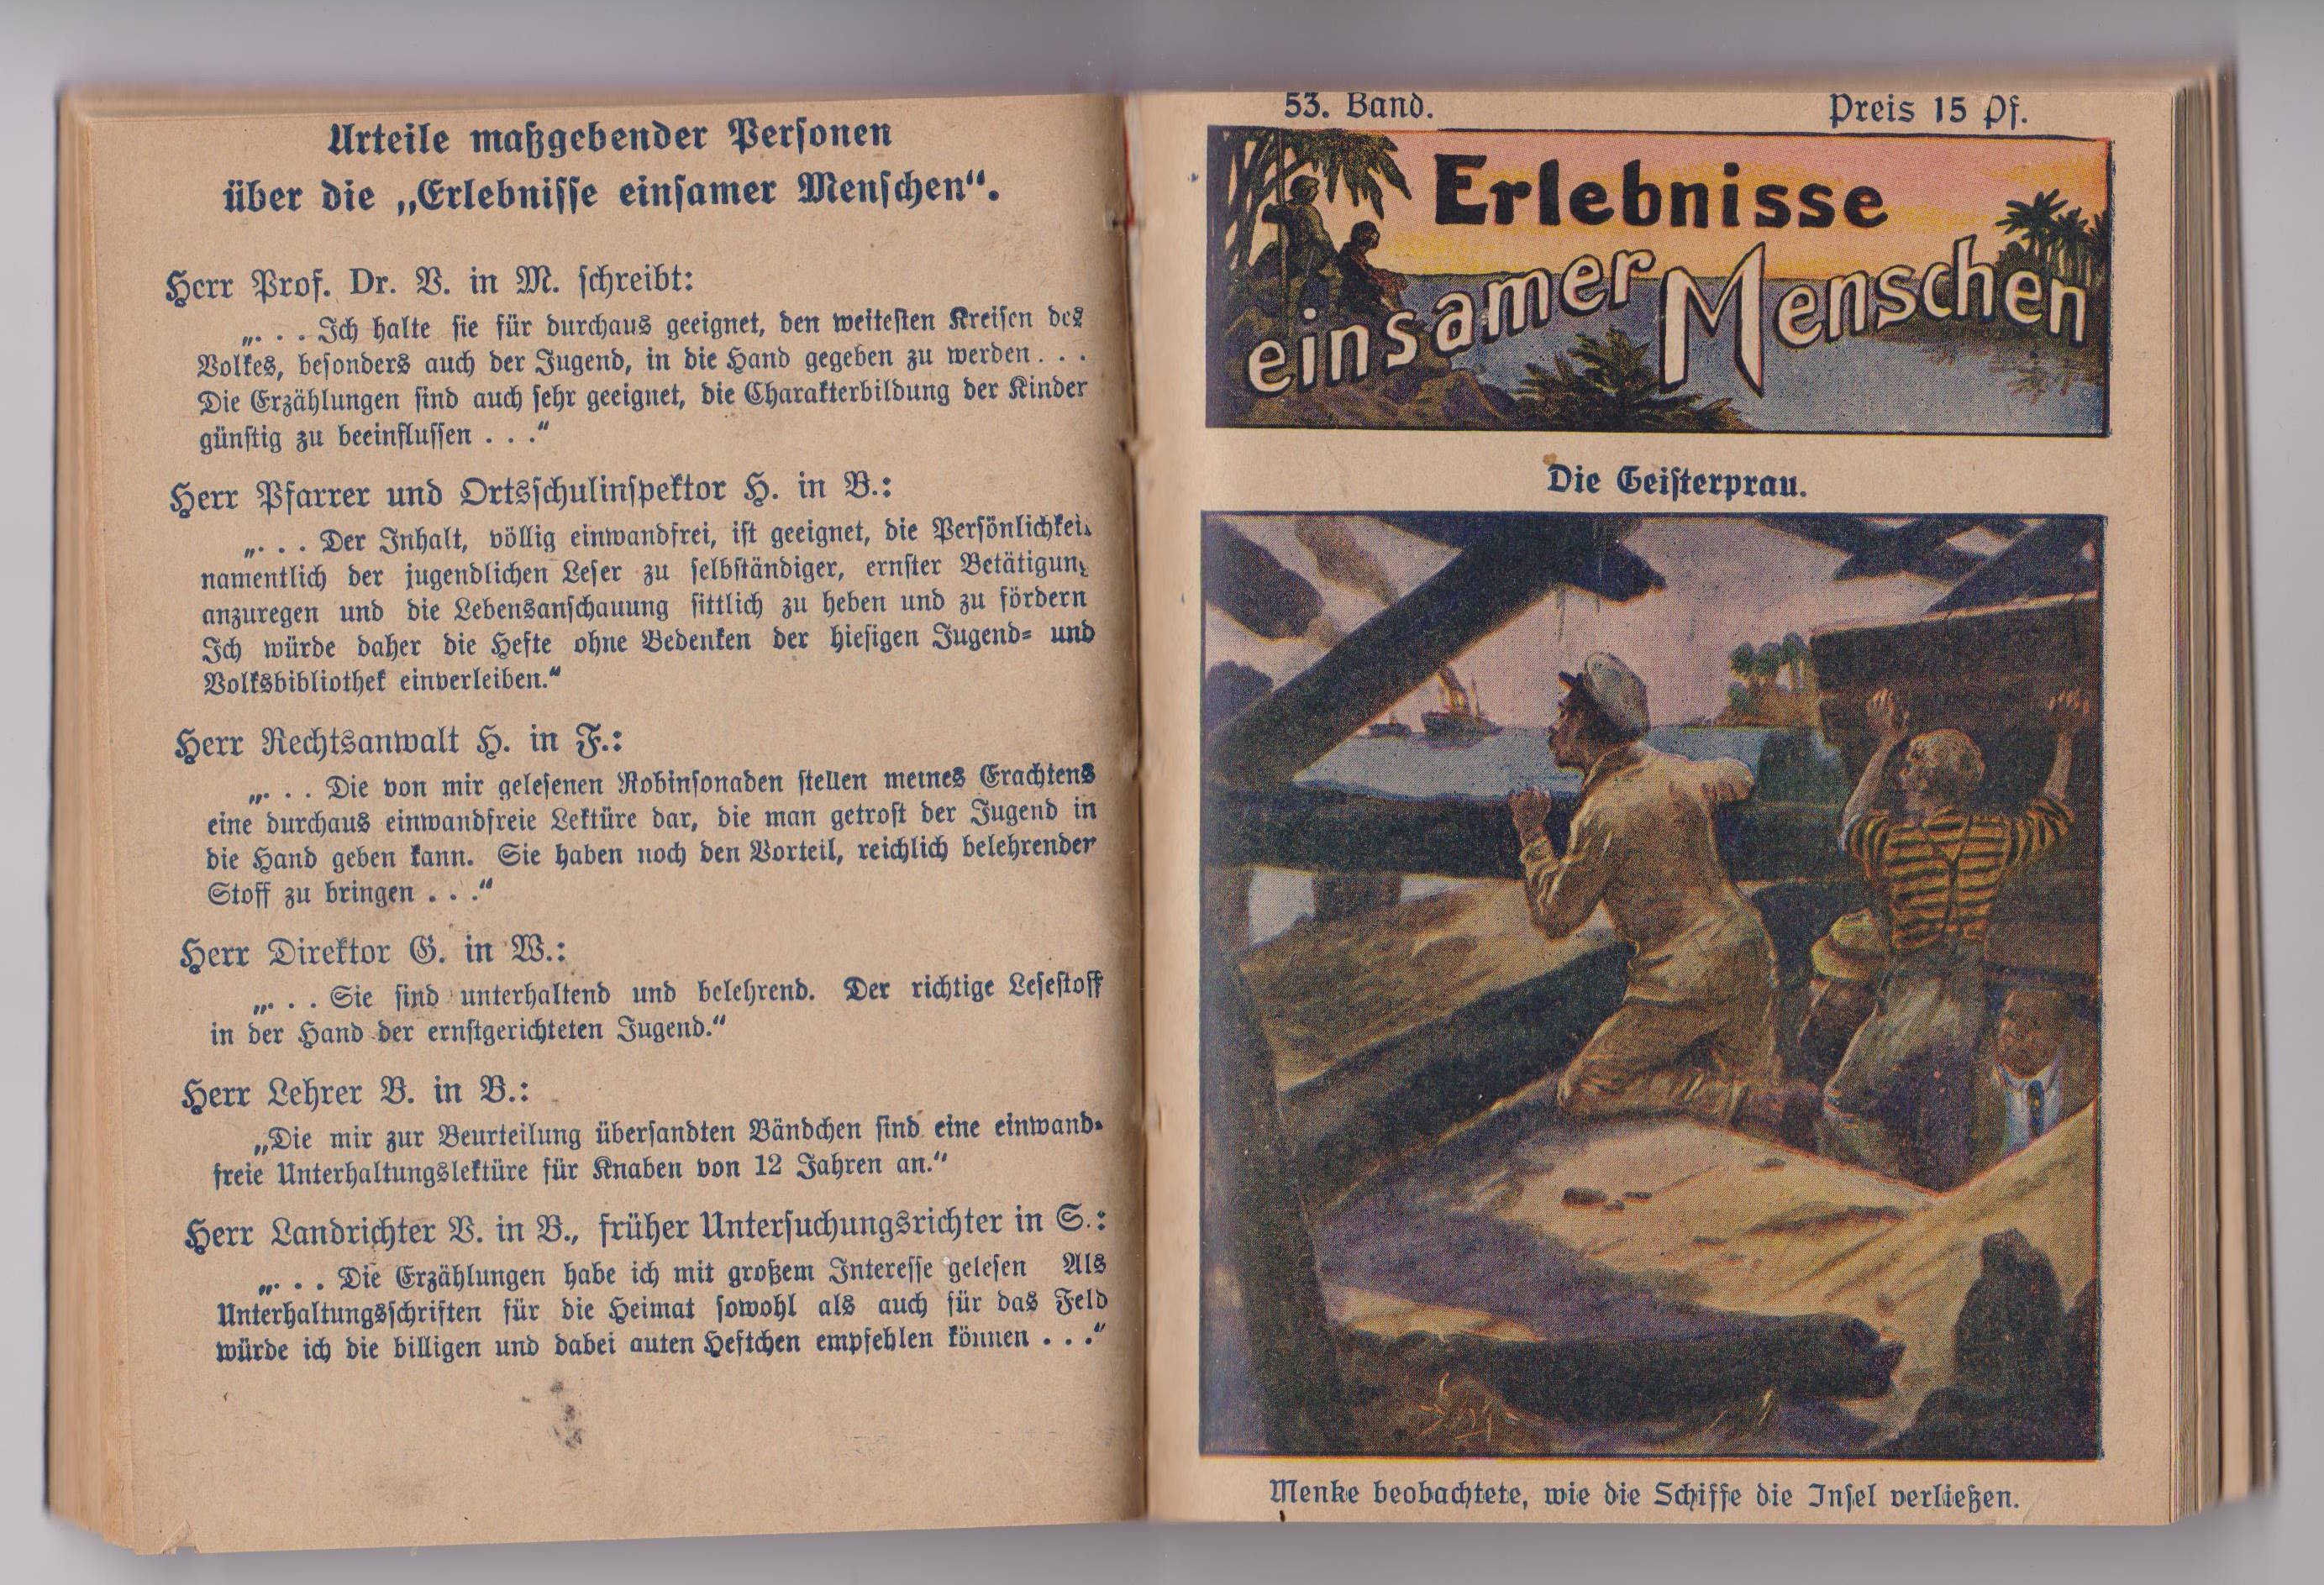 Urteile maßgebender Personen
über die „Erlebnisse einsamer Menschen“.
Herr Prof. Dr. V. in M. schreibt:
„. . . Ich halte sie für durchaus geeignet, den weitesten Kreisen des
Volkes, besonders auch der Jugend, in die Hand gegeben zu werden. . .
Die Erzählungen sind auch sehr geeignet, die Charakterbildung der Kinder
günstig zu beeinflussen . . .“
Herr Pfarrer und Ortsschulinspektor H. in B.:
„. . . Der Inhalt, völlig einwandfrei, ist geeignet, die Persönlichkeit
namentlich der jugendlichen Leser zu selbständiger, ernster Betätigung
anzuregen und die Lebensanschauung sittlich zu heben und zu fördern
Ich würde daher die Hefte ohne Bedenken der hiesigen Jugend- und
Volksbibliothek einverleiben.“
Herr Rechtsanwalt H. in F.:
„. . . Die von mir gelesenen Robinsonaden stellen meines Erachtens
eine durchaus einwandfreie Lektüre dar, die man getrost der Jugend in
die Hand geben kann. Sie haben noch den Vorteil, reichlich belehrender
Stoff zu bringen . . .“
Herr Direktor G. in W.:
„. . . Sie sind unterhaltend und belehrend. Der richtige Lesestoff
in der Hand der ernstgerichteten Jugend.“
Herr Lehrer B. in B.:
„Die mir zur Beurteilung übersandten Bändchen sind eine einwand-
freie Unterhaltungslektüre für Knaben von 12 Jahren an.“
Herr Landrichter V. in B., früher Untersuchungsrichter in S.:
„. . . Die Erzählungen habe ich mit großem Interesse gelesen Als
Unterhaltungsschriften für die Heimat sowohl als auch für das Feld
würde ich die billigen und dabei guten Heftchen empfehlen können . . .“
53. Band. Preis 15 Pf.
Erlebnisse
einsamer Menschen
Die Geisterprau.
Menke beobachtete, wie die Schiffe die Insel verließen.